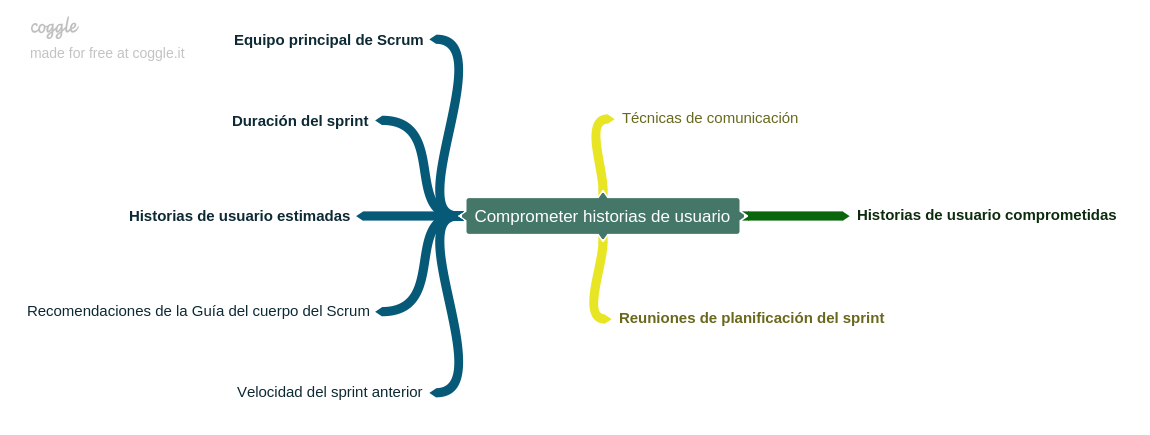 coggle
made for free at coggle.it
Equipo principal de Scrum
Duración del sprint
Historias de usuario estimadas
Recomendaciones de la Guía del cuerpo del Scrum
Velocidad del sprint anterior
Comprometer historias de usuario
Técnicas de comunicación
Historias de usuario comprometidas
Reuniones de planificación del sprint